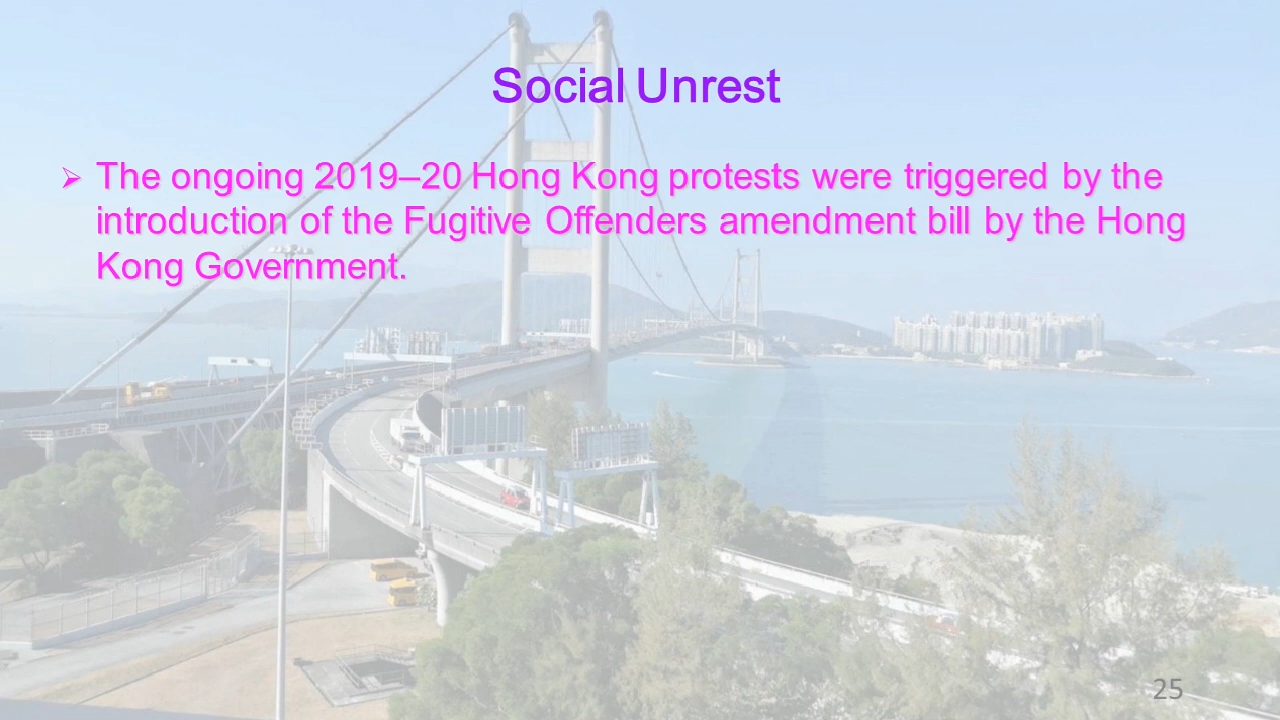 Social Unrest
➢ The ongoing 2019–20 Hong Kong protests were triggered by the
introduction of the Fugitive Offenders amendment bill by the Hong
Kong Government.
25